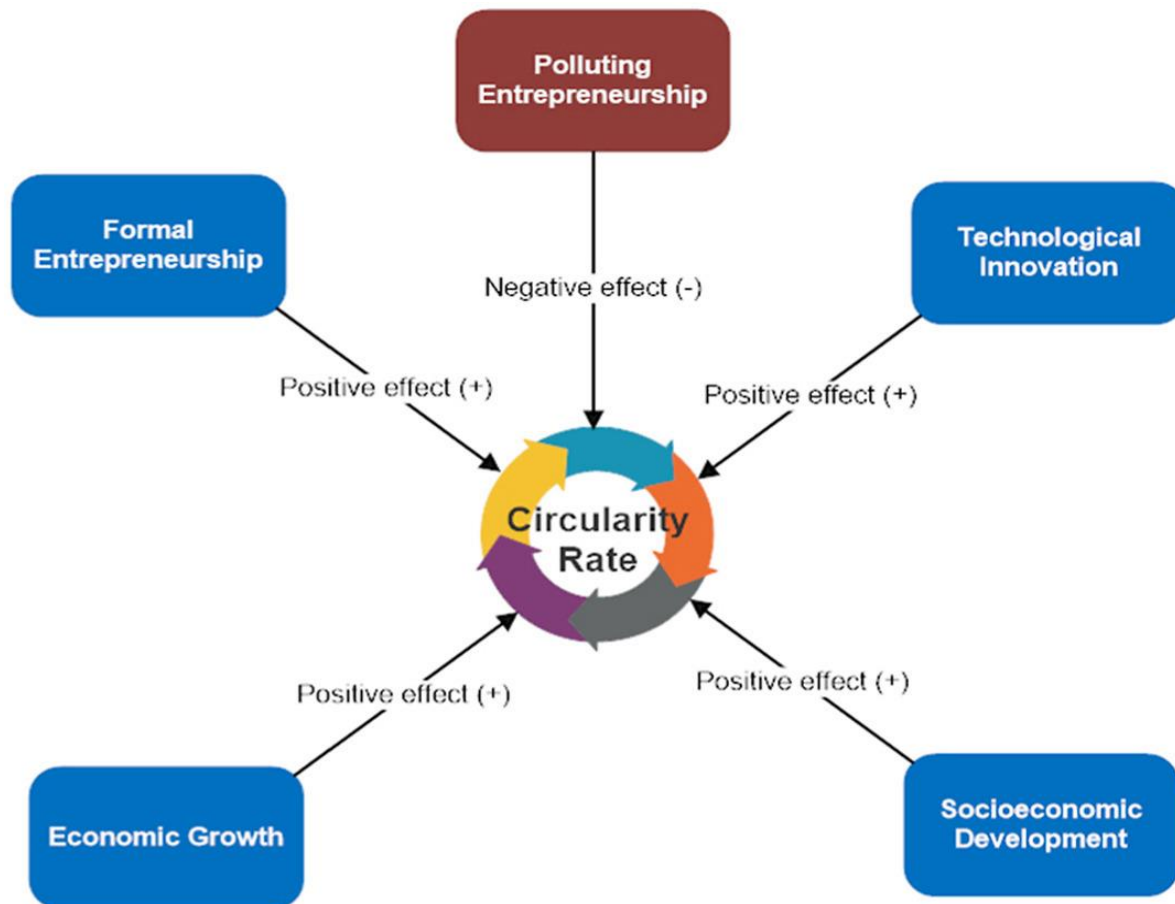 Polluting
Entrepreneurship
Formal
Entrepreneurship
Technological
Innovation
Negative effect (-)
Positive effect (+)
Positive effect (+)
Circularity
Rate
Positive effect (+)
Positive effect (+)
Economic Growth
Socioeconomic
Development